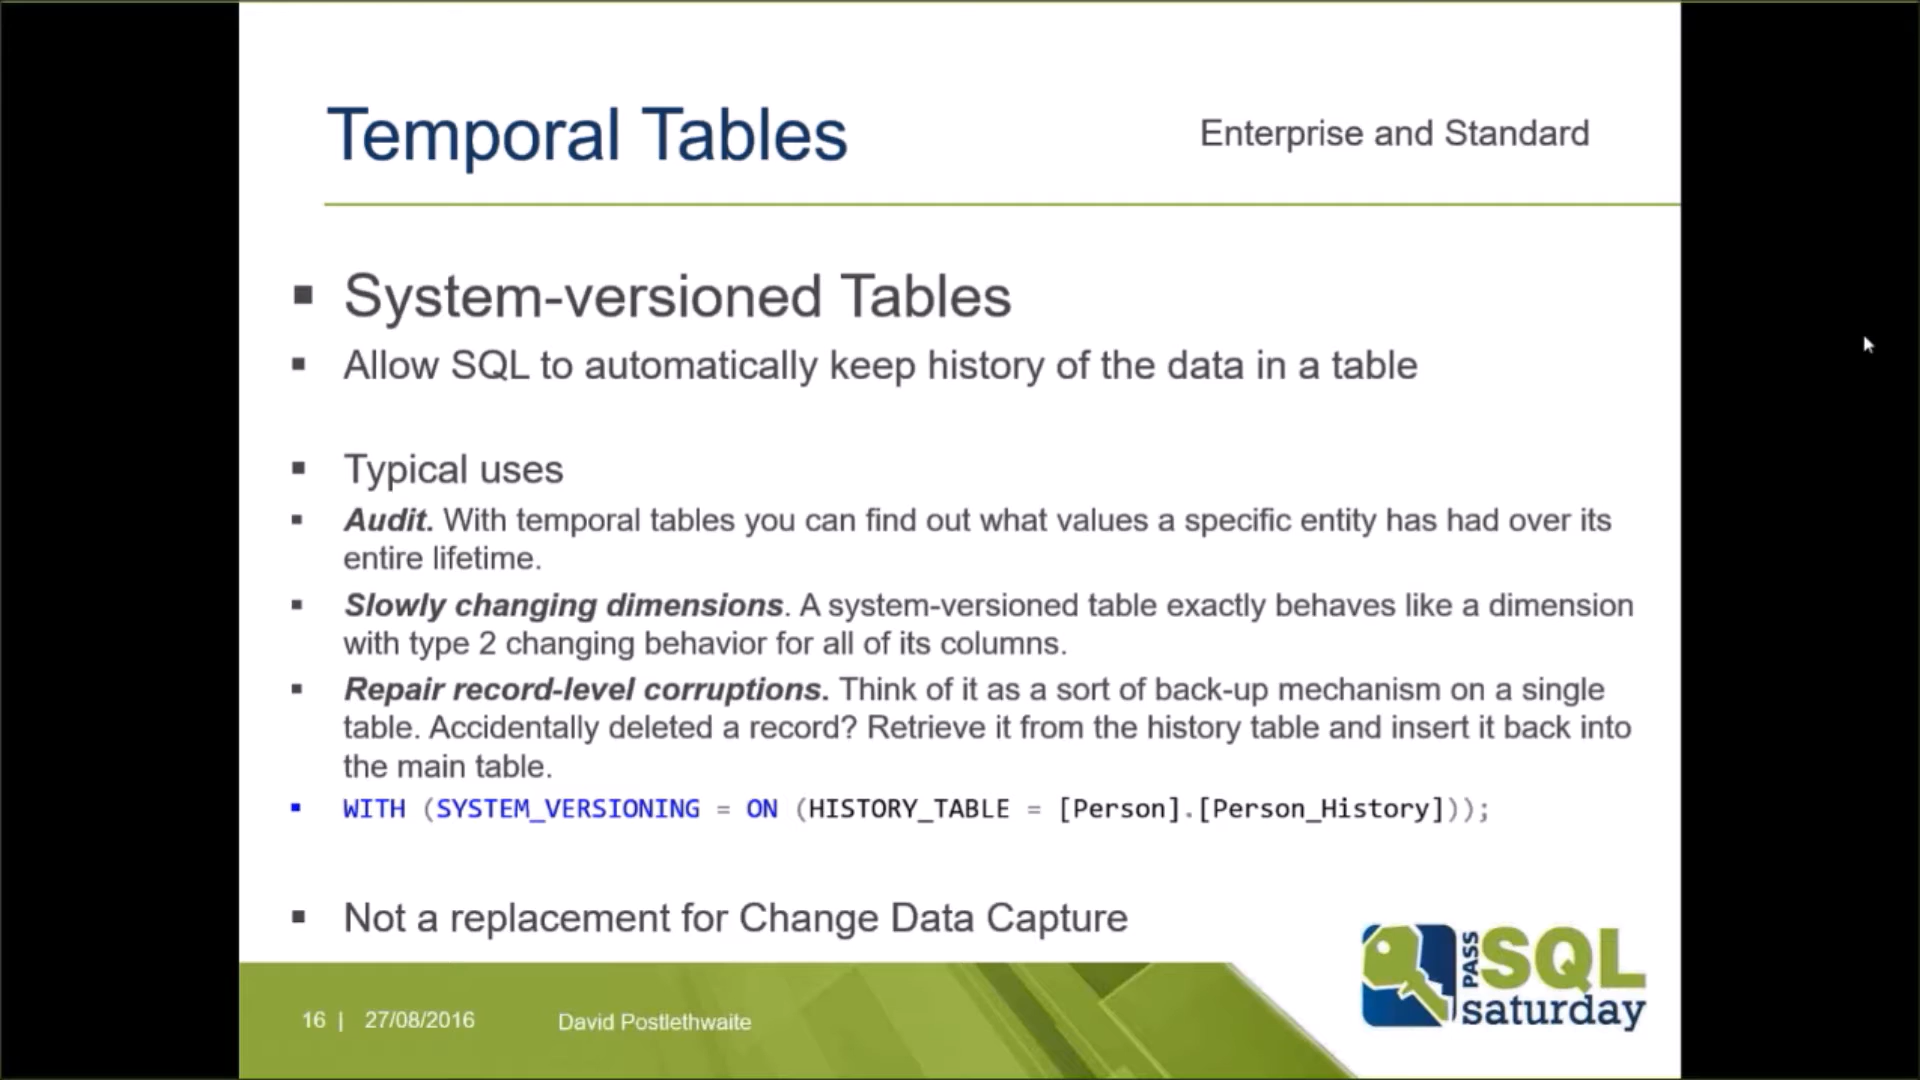 Temporal Tables
Enterprise and Standard
System-versioned Tables
Allow SQL to automatically keep history of the data in a table
Typical uses
Audit. With temporal tables you can find out what values a specific entity has had over its
entire lifetime.
Slowly changing dimensions. A system-versioned table exactly behaves like a dimension
with type 2 changing behavior for all of its columns.
Repair record-level corruptions. Think of it as a sort of back-up mechanism on a single
table. Accidentally deleted a record? Retrieve it from the history table and insert it back into
the main table.
WITH (SYSTEM_VERSIONING = ON (HISTORY_TABLE = [Person].[Person_History]));
Not a replacement for Change Data Capture
PASS
SQL
saturday
16 | 27/08/2016
David Postlethwaite